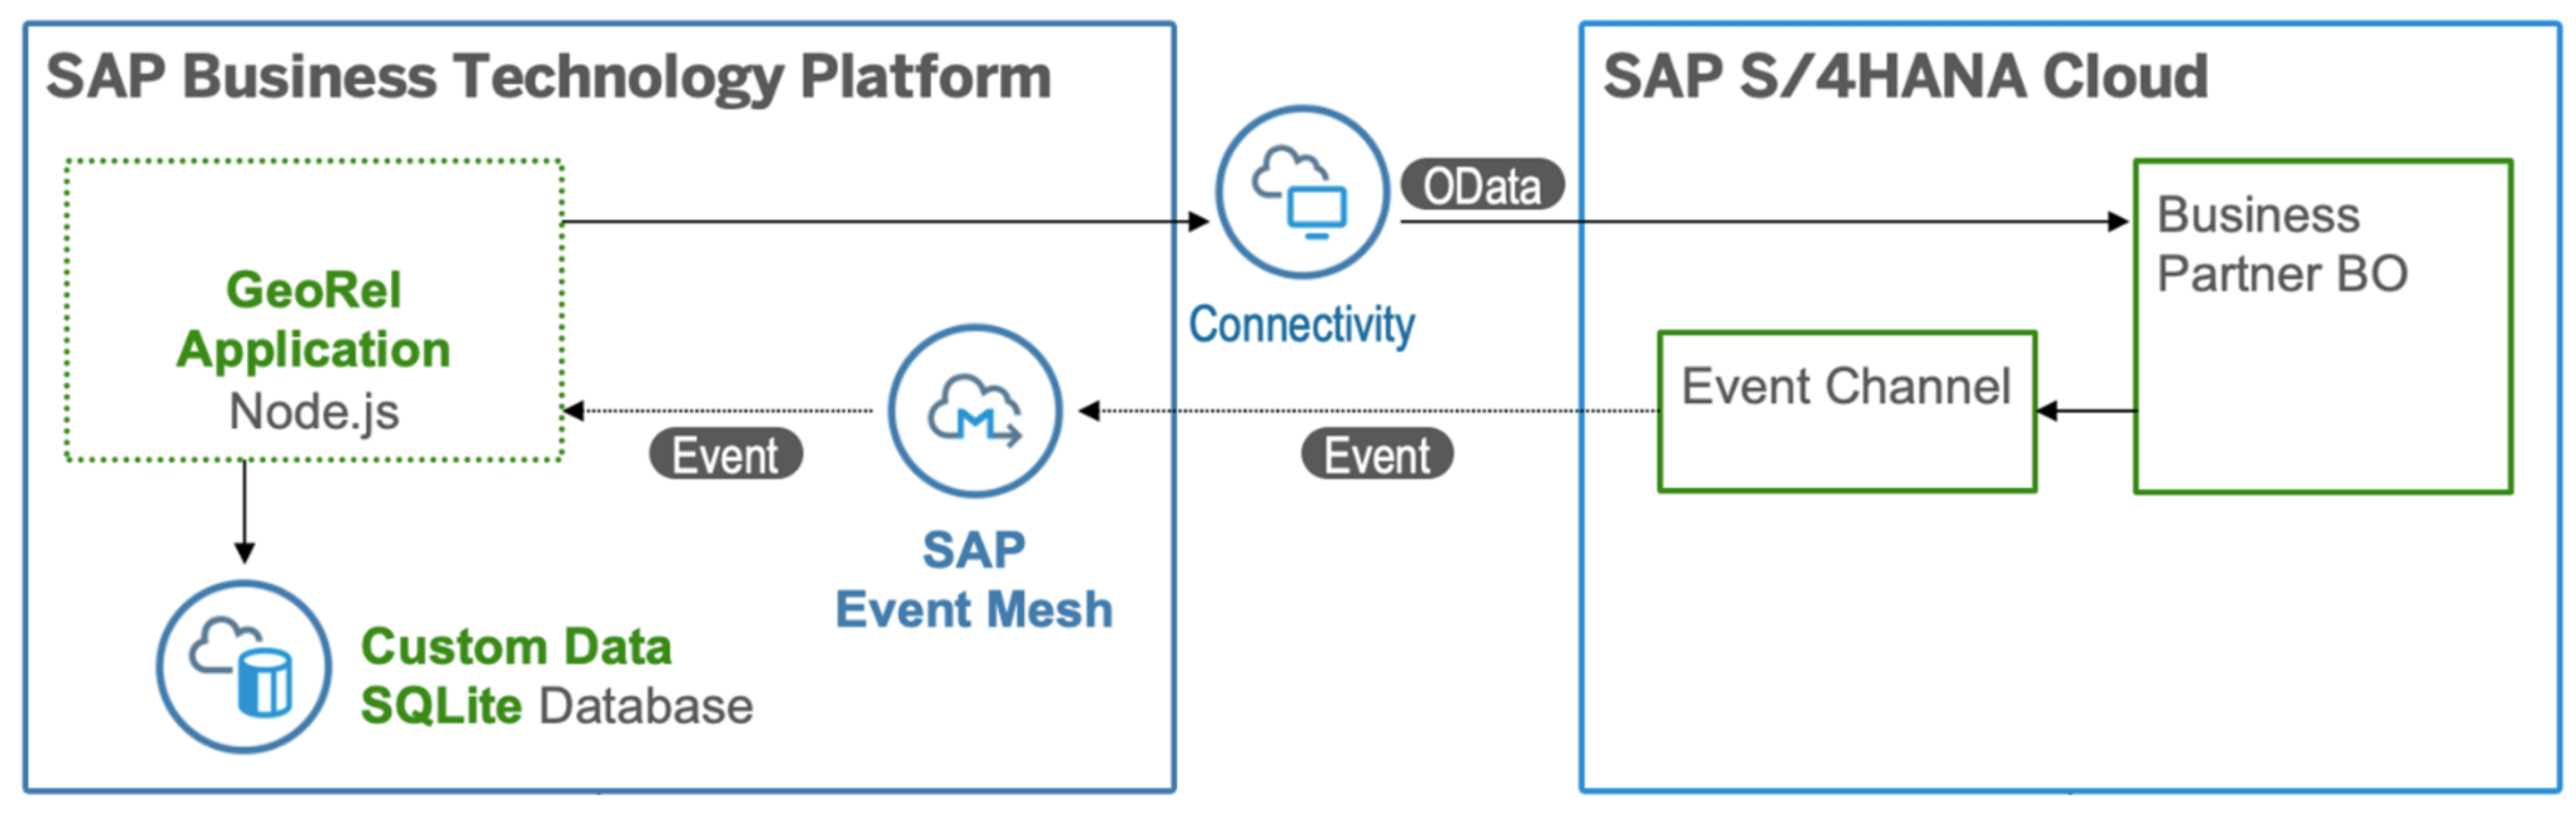 SAP Business Technology Platform
GeoRel
Application
Node.js
Custom Data
SQLite Database
Event
SAP
Event Mesh
Connectivity
OData
Event
SAP S/4HANA Cloud
Event Channel
Business
Partner BO